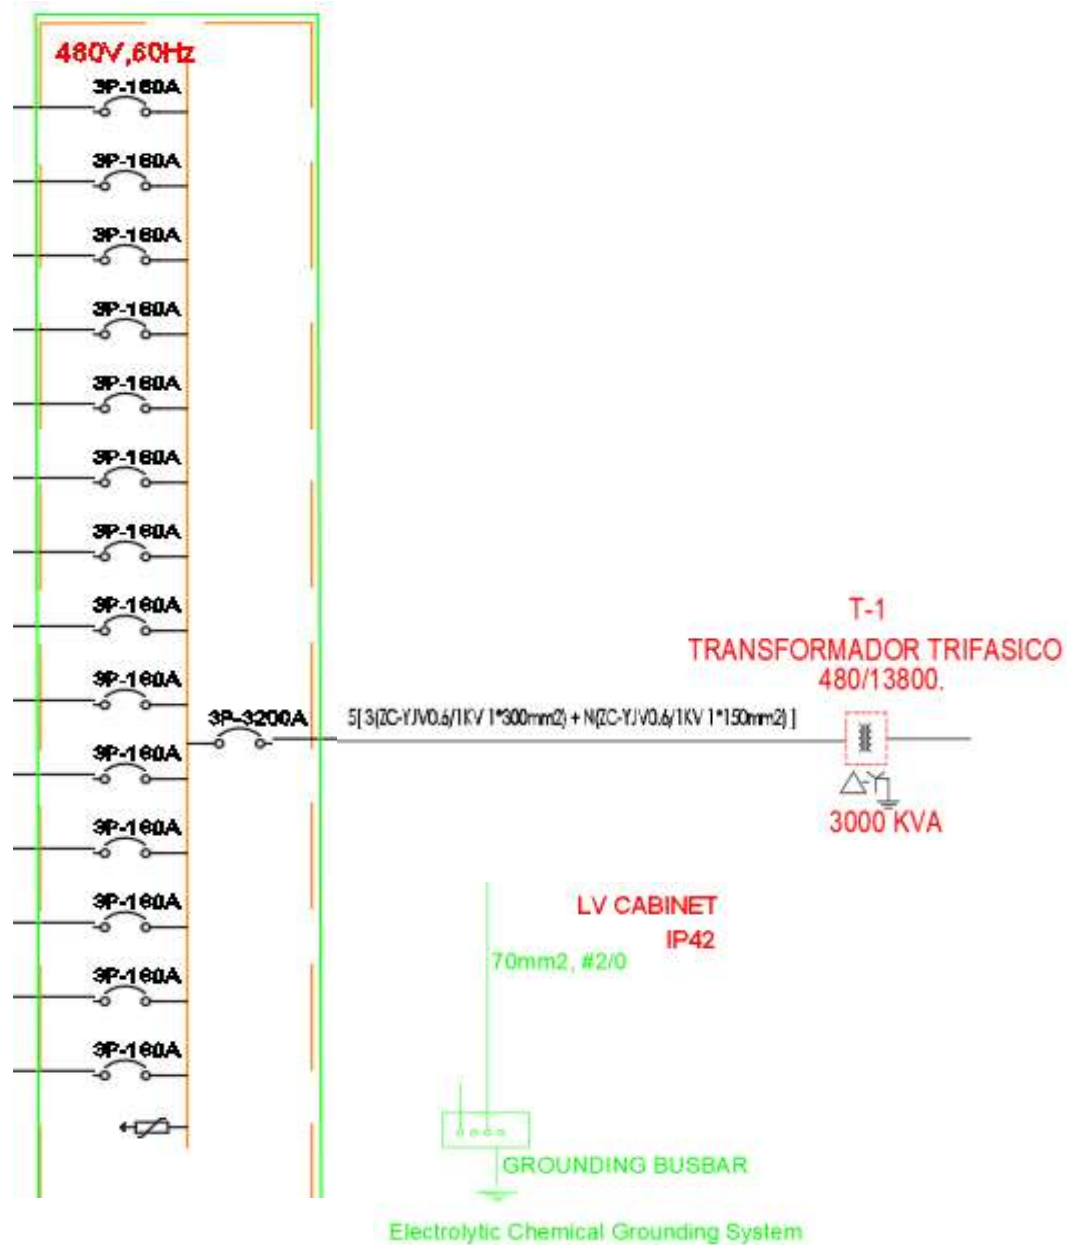 480V,60Hz
3P-160A
3P-160A
3P-160A
3P-160A
3P-160A
3P-160A
3P-160A
3P-160A
3P-160A
3P-3200A
5[ 3(ZC-YJV0.6/1KV 1*300mm2) + N(ZC-YJV0.6/1KV 1*150mm2) ]
T-1
TRANSFORMADOR TRIFASICO
480/13800.
3000 KVA
3P-160A
3P-160A
3P-160A
3P-160A
3P-160A
LV CABINET
IP42
70mm2, #2/0
GROUNDING BUSBAR
Electrolytic Chemical Grounding System